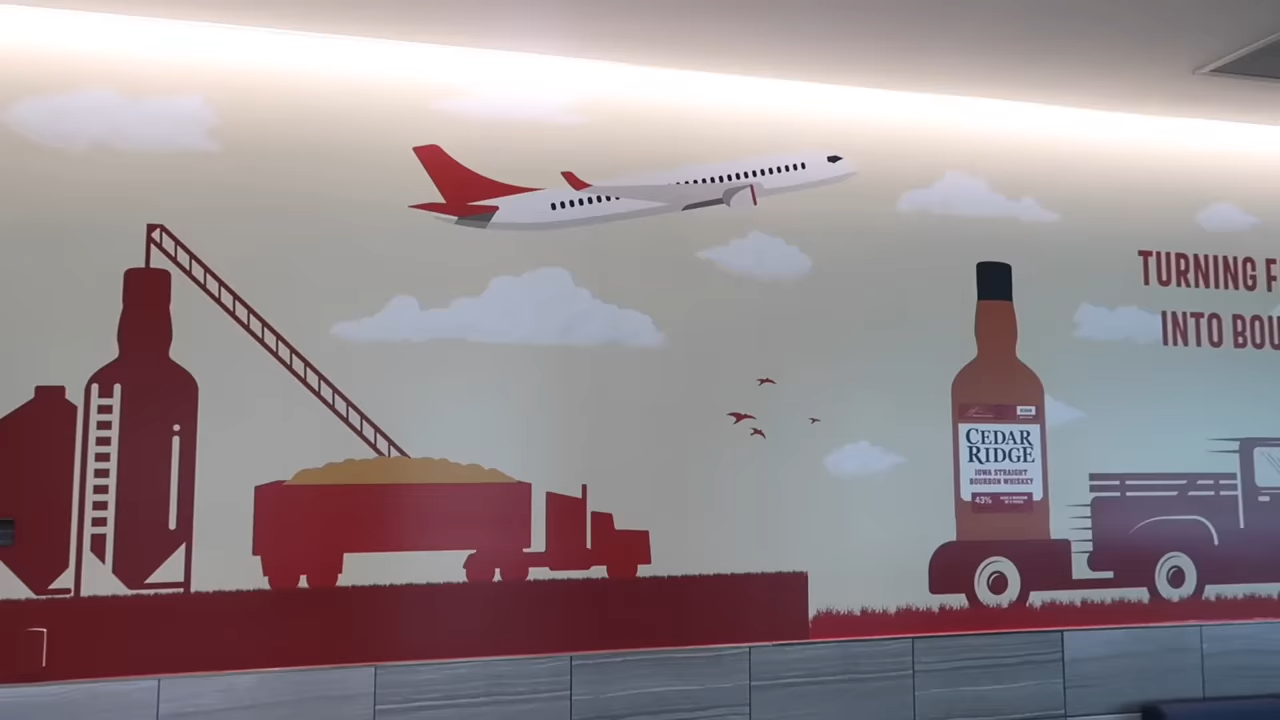 TURNING F
INTO BOU
CEDAR
RIDGE
IOWA STRAIGHT
BOURBON WHISKEY
43%